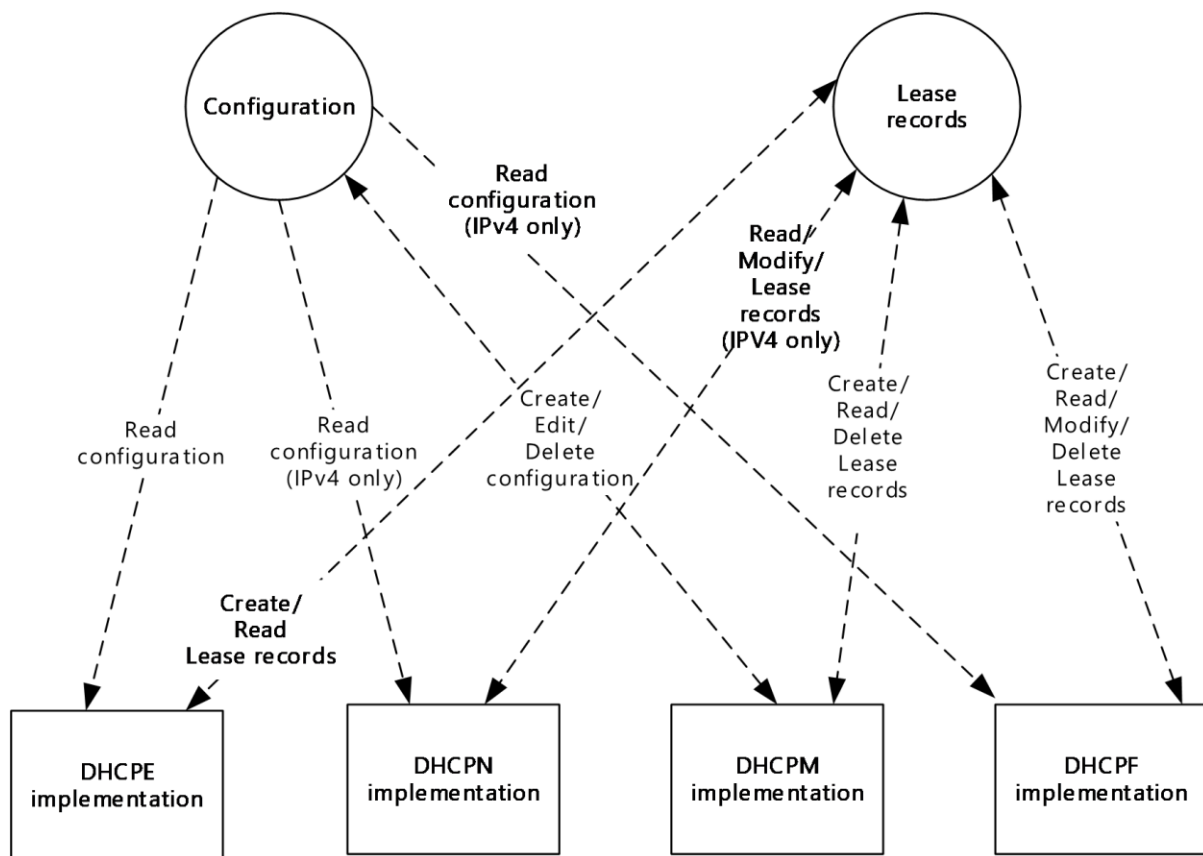 Configuration
Lease
records
Read
configuration
(IPv4 only)
Read/
Modify/
Lease
records
(IPV4 only)
Read
configuration
Read
configuration
(IPv4 only)
Create/
Edit/
Delete
configuration
Create/
Read/
Delete
Lease
records
Create/
Read/
Modify/
Delete
Lease
records
Create/
Read
Lease records
DHCPE
implementation
DHCPN
implementation
DHCPM
implementation
DHCPF
implementation